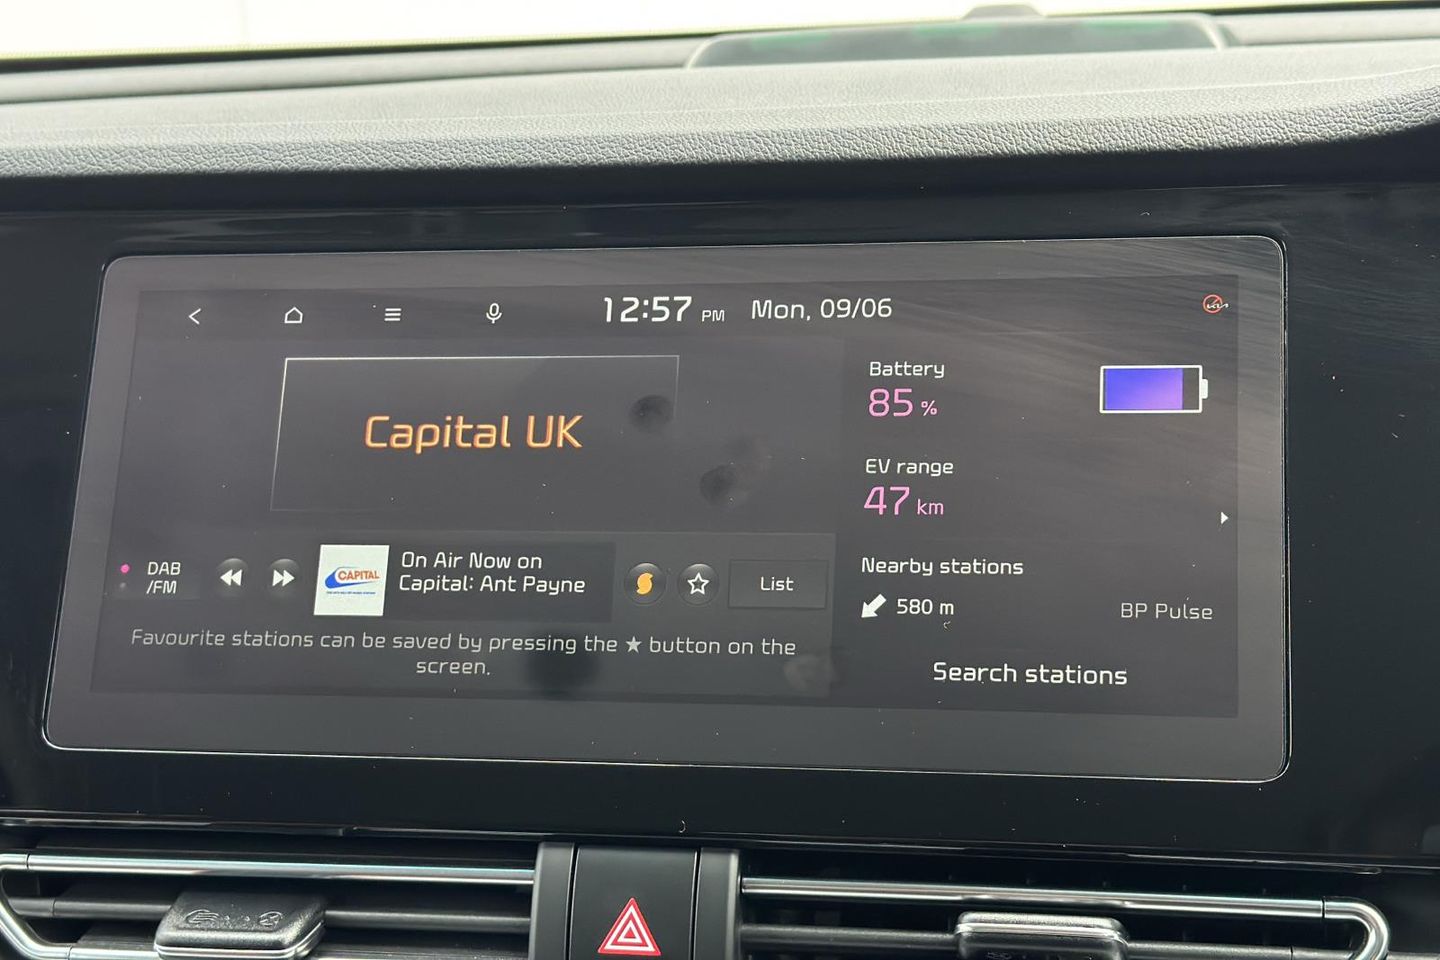 12:57 PM Mon, 09/06
Capital UK
DAB
/FM
CAPITAL
On Air Now on
Capital: Ant Payne
List
Favourite stations can be saved by pressing the ★ button on the
screen.
Battery
85 %
EV range
47 km
Nearby stations
580 m
BP Pulse
Search stations